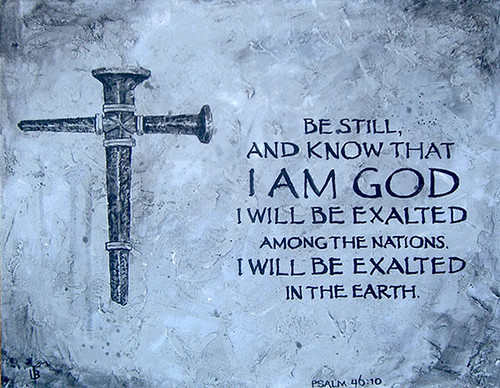 BE STILL,
AND KNOW THAT
I AM GOD
I WILL BE EXALTED
AMONG THE NATIONS.
I WILL BE EXALTED
IN THE EARTH.
PSALM 46:10
LB